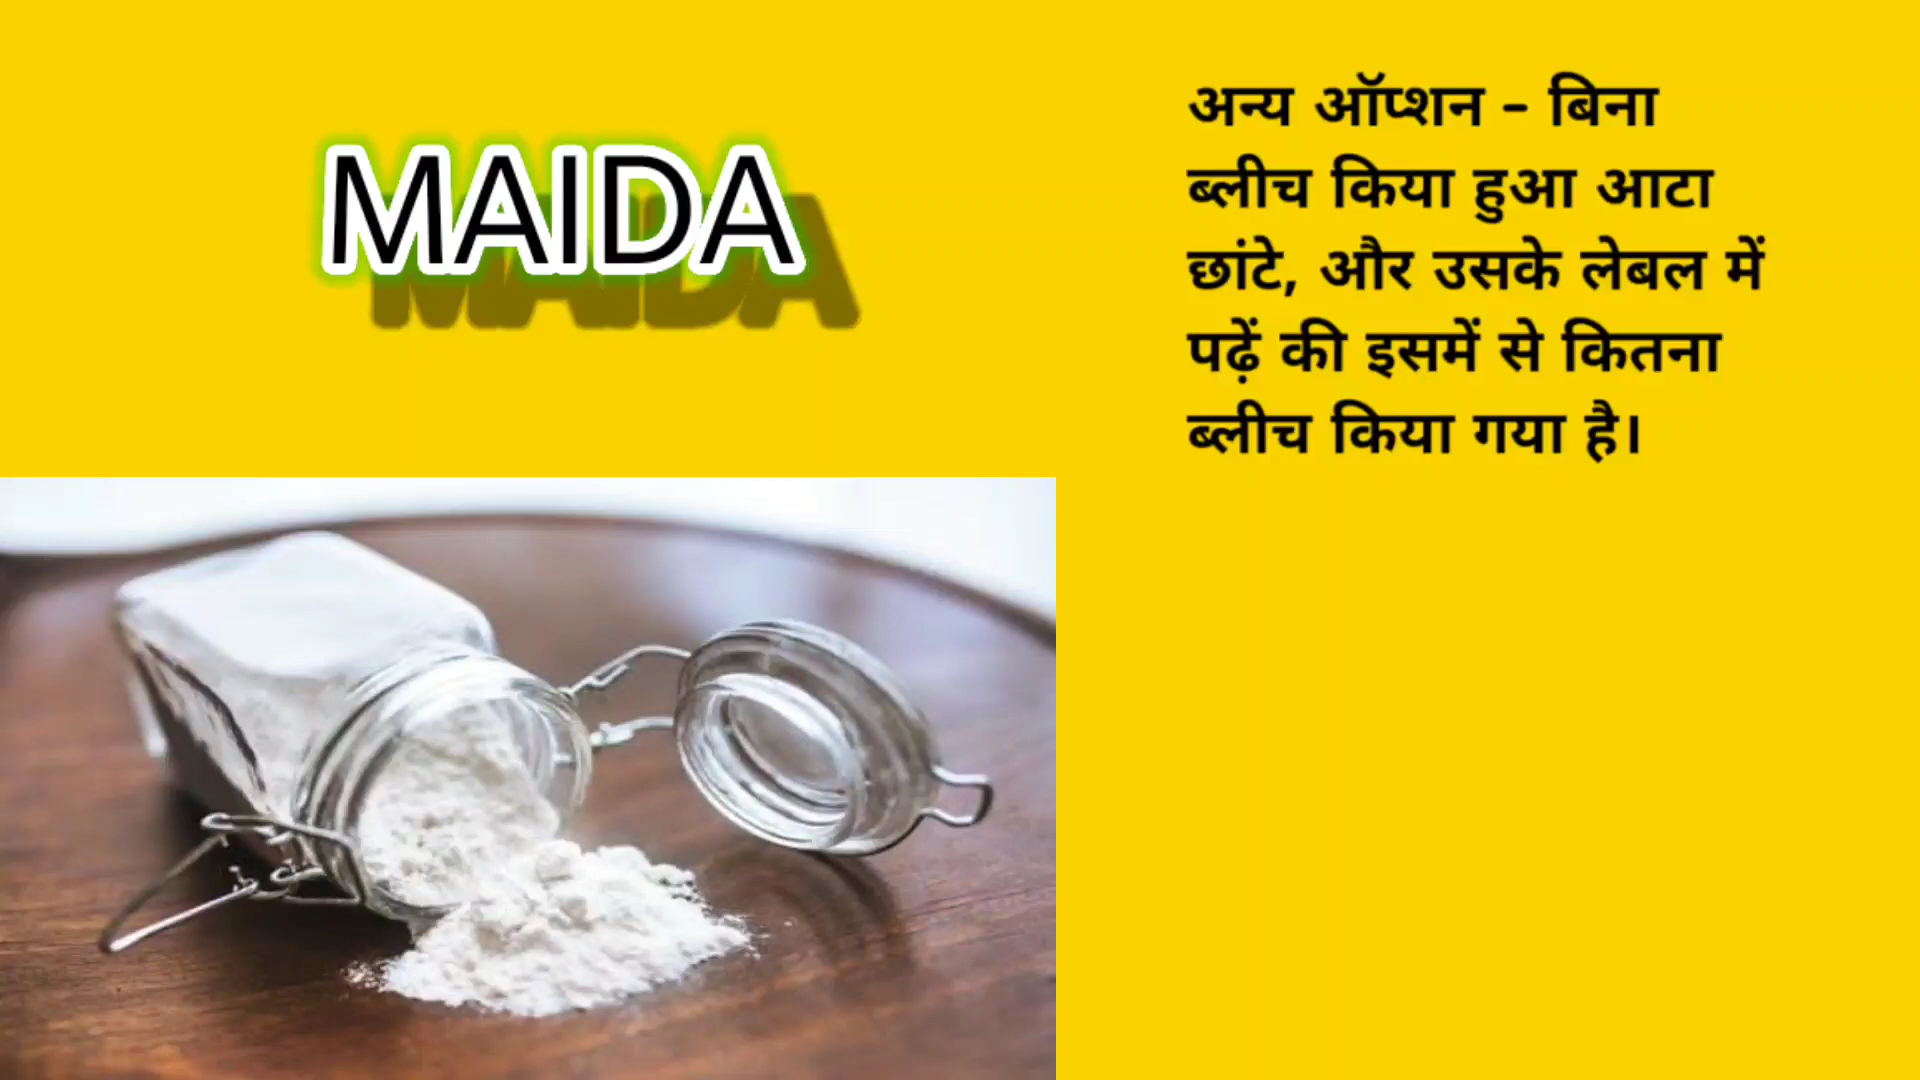 MAIDA
अन्य ऑप्शन - बिना
ब्लीच किया हुआ आटा
छांटे, और उसके लेबल में
पढ़ें की इसमें से कितना
ब्लीच किया गया है।